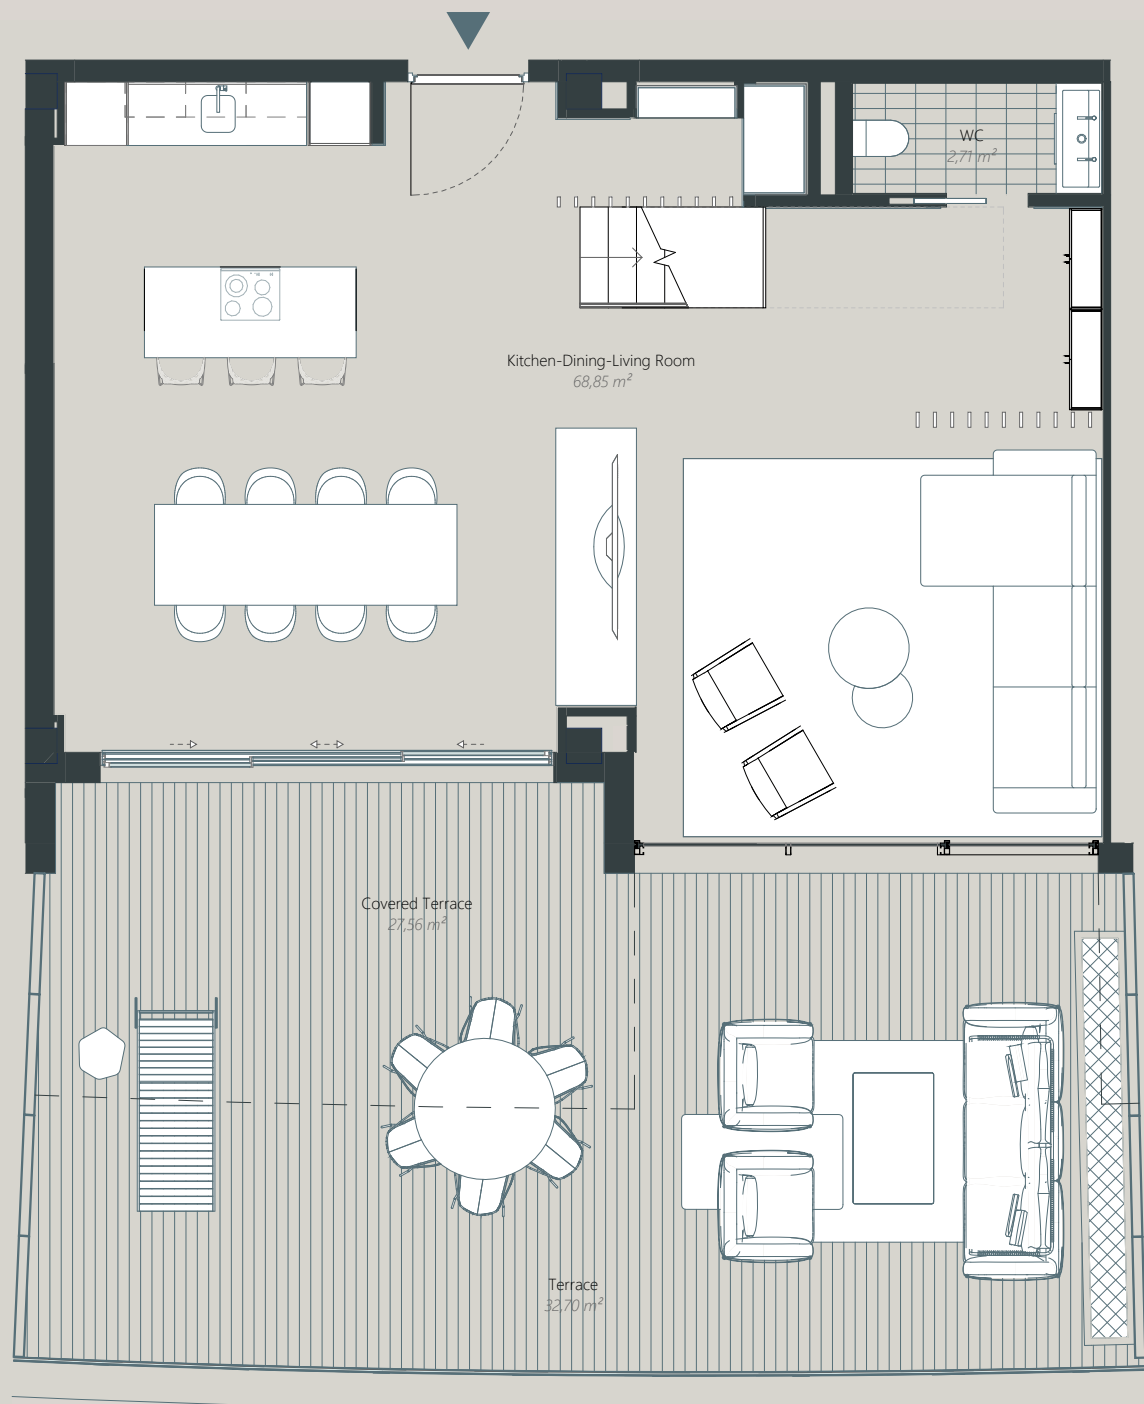 WC
2,71 m²
Kitchen-Dining-Living Room
68,85 m²
Covered Terrace
27,56 m²
Terrace
32,70 m²